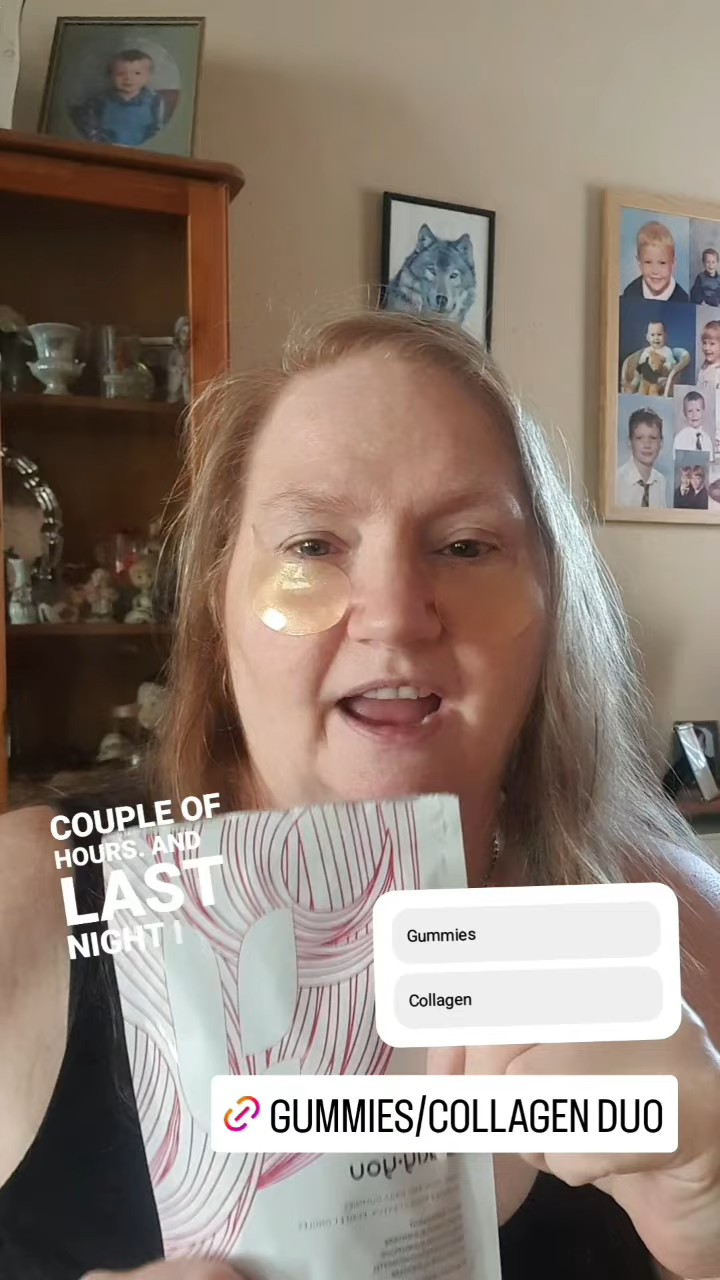 COUPLE OF
HOURS. AND
LAST
NIGHT I
Gummies
Collagen
GUMMIES/COLLAGEN DUO